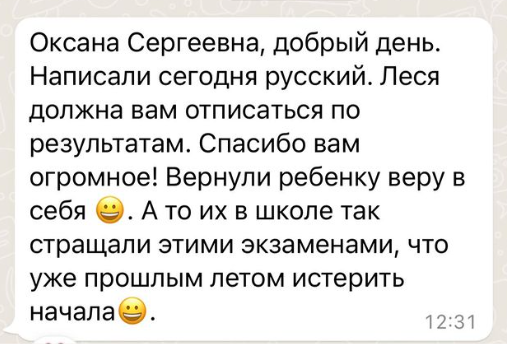 Оксана Сергеевна, добрый день.
Написали сегодня русский. Леся
должна вам отписаться по
результатам. Спасибо вам
огромное! Вернули ребенку веру в
себя 😀. А то их в школе так
стращали этими экзаменами, что
уже прошлым летом истерить
начала😀.
12:31